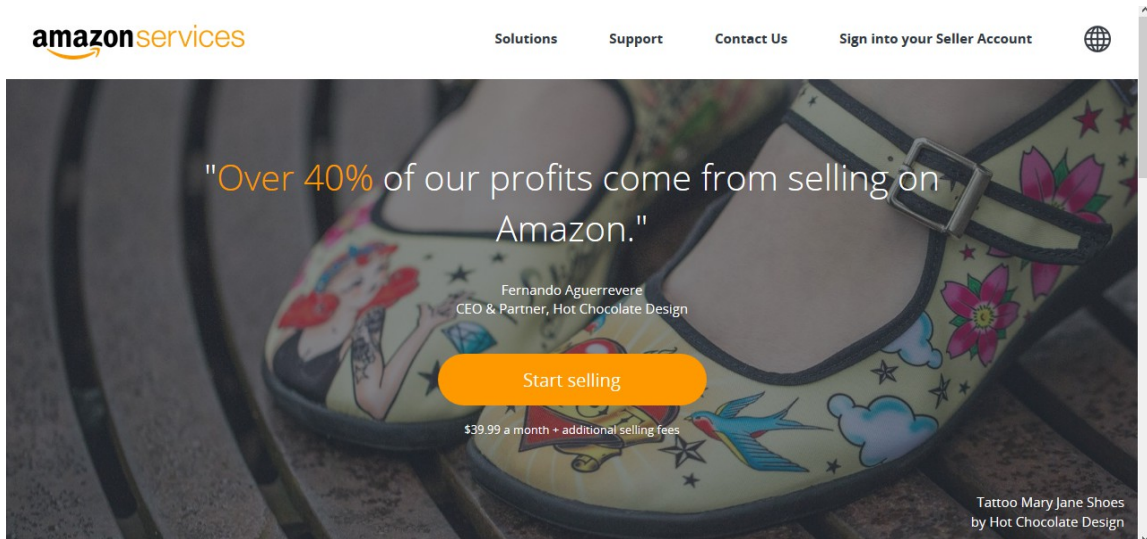 amazonservices
Solutions Support Contact Us Sign into your Seller Account
"Over 40% of our profits come from selling on
Amazon."
Fernando Aguerrevere
CEO & Partner, Hot Chocolate Design
Start selling
$39.99 a month + additional selling fees
Tattoo Mary Jane Shoes
by Hot Chocolate Design